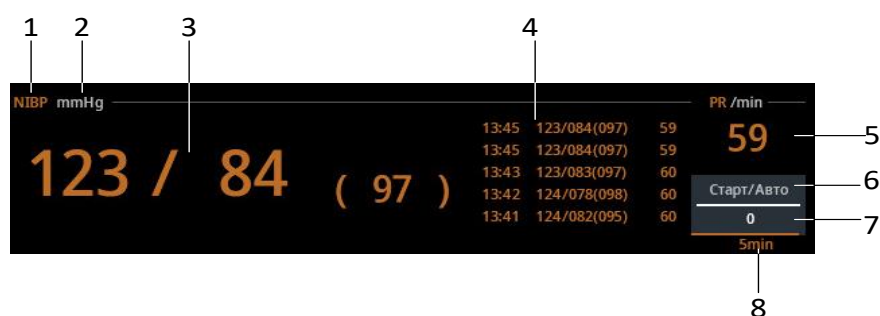 1 2 3 4
NIBP mmHg PR /min
123 / 84 ( 97 )
13:45 123/084(097) 59
13:45 123/084(097) 59
13:43 123/083(097) 60
13:42 124/078(098) 60
13:41 124/082(095) 60
59
5
Старт/Авто
6
0
7
5min
8